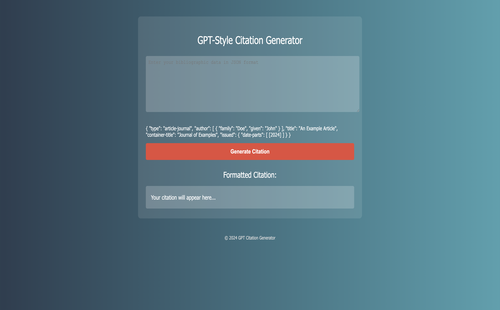 GPT-Style Citation Generator
{ "type": "article-journal", "author": [ { "family": "Doe", "given": "John" } ], "title": "An Example Article",
"container-title": "Journal of Examples", "issued": { "date-parts": [ [2024] ] } }
Generate Citation
Formatted Citation:
Your citation will appear here...
© 2024 GPT Citation Generator